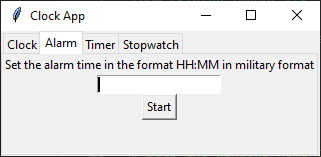 Clock App
Clock Alarm Timer Stopwatch
Set the alarm time in the format HH:MM in military format
Start